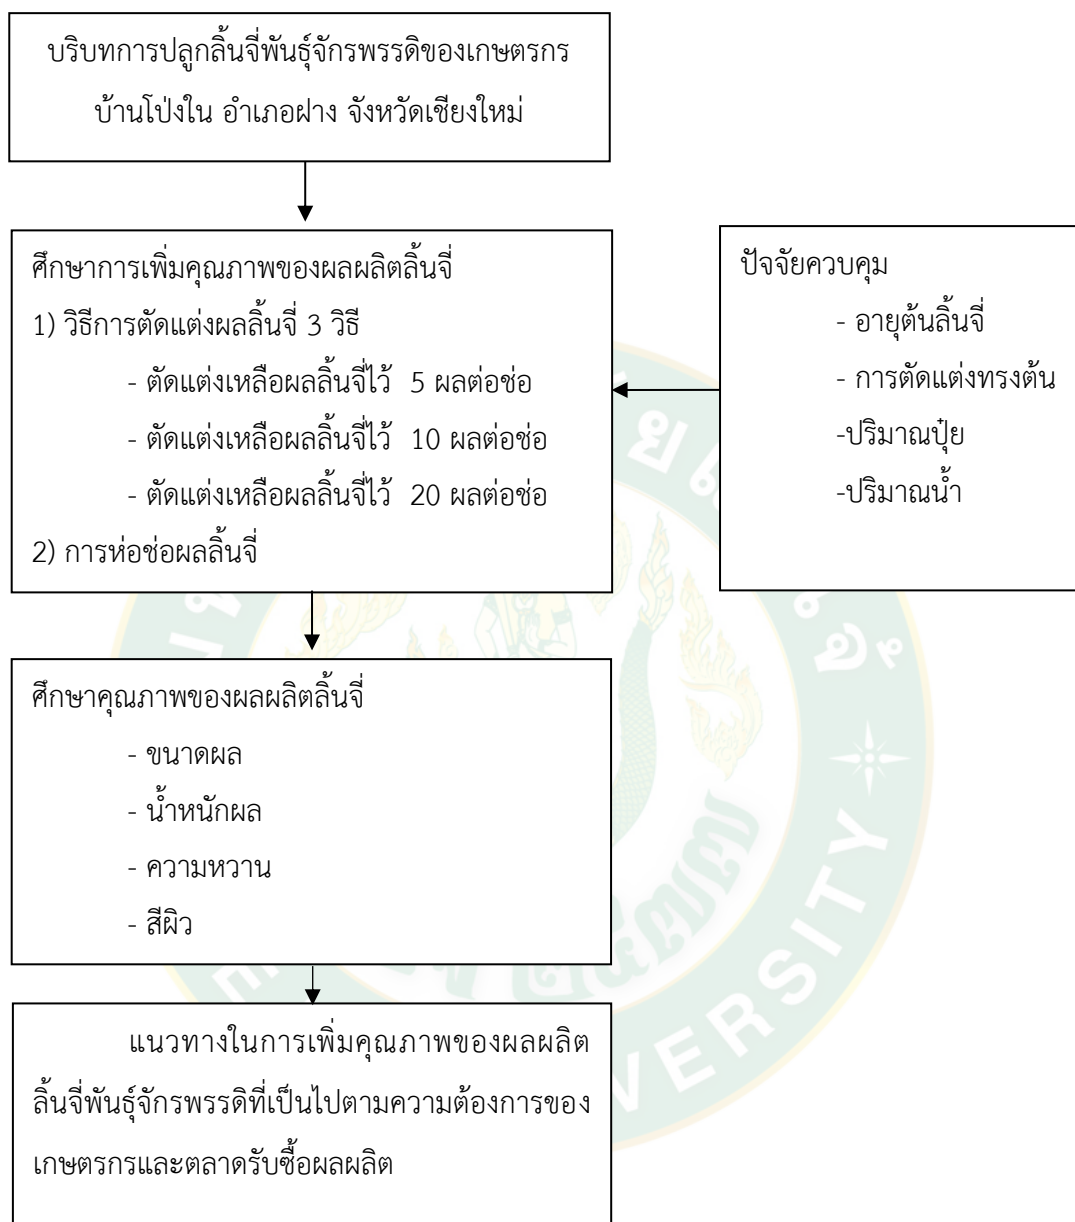 บริบทการปลูกลิ้นจี่พันธุ์จักรพรรดิของเกษตรกร
บ้านโป่งใน อำเภอฝาง จังหวัดเชียงใหม่
ศึกษาการเพิ่มคุณภาพของผลผลิตลิ้นจี่
1) วิธีการตัดแต่งผลลิ้นจี่ 3 วิธี
- ตัดแต่งเหลือผลลิ้นจี่ไว้ 5 ผลต่อช่อ
- ตัดแต่งเหลือผลลิ้นจี่ไว้ 10 ผลต่อช่อ
- ตัดแต่งเหลือผลลิ้นจี่ไว้ 20 ผลต่อช่อ
2) การห่อช่อผลลิ้นจี่
ปัจจัยควบคุม
- อายุต้นลิ้นจี่
- การตัดแต่งทรงต้น
-ปริมาณปุ๋ย
-ปริมาณน้ำ
ศึกษาคุณภาพของผลผลิตลิ้นจี่
- ขนาดผล
- น้ำหนักผล
- ความหวาน
- สีผิว
แนวทางในการเพิ่มคุณภาพของผลผลิต
ลิ้นจี่พันธุ์จักรพรรดิที่เป็นไปตามความต้องการของ
เกษตรกรและตลาดรับซื้อผลผลิต